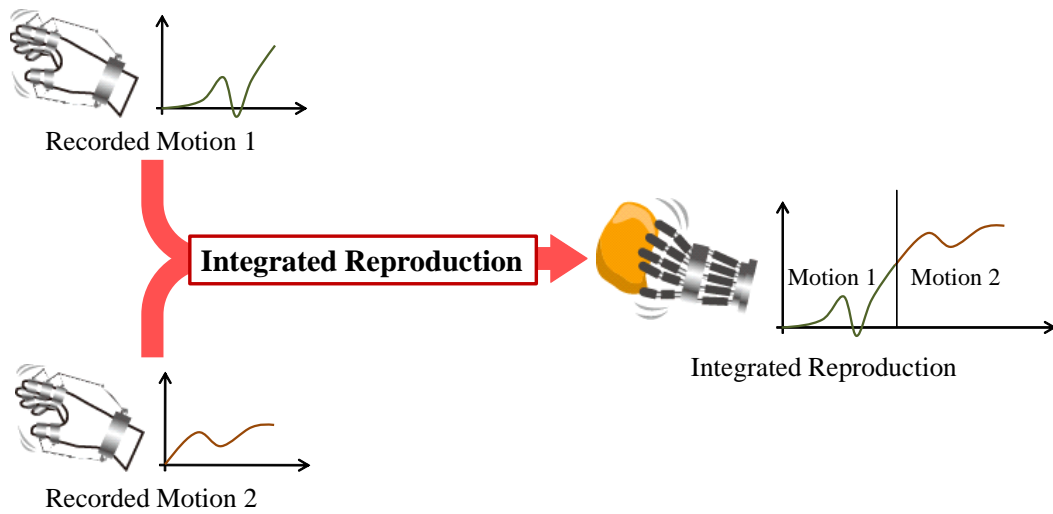 Recorded Motion 1
Integrated Reproduction
Motion 1
Motion 2
Integrated Reproduction
Recorded Motion 2